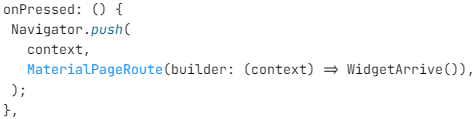 onPressed: () {
 Navigator.push(
   context,
   MaterialPageRoute(builder: (context) => WidgetArrive()),
 );
},